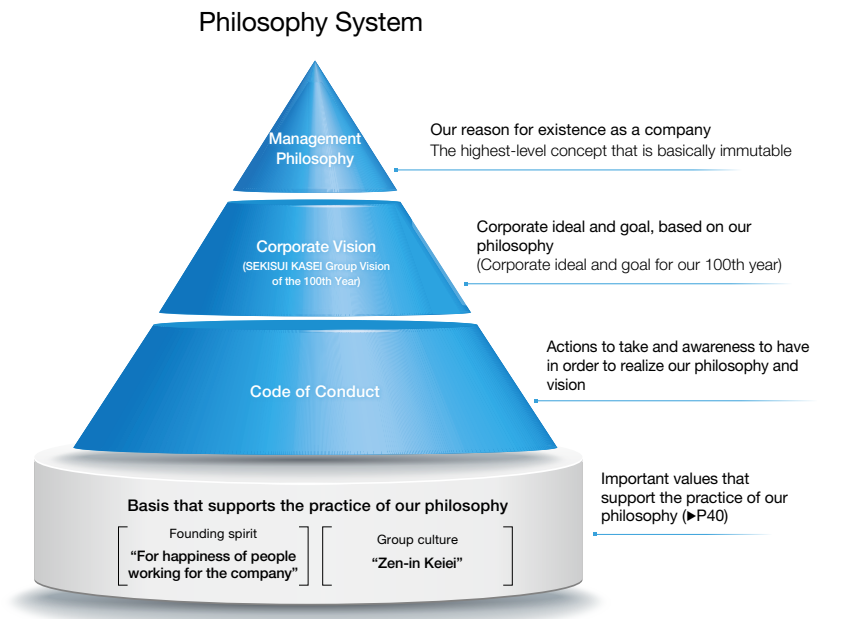 Philosophy System
Management
Philosophy
Our reason for existence as a company
The highest-level concept that is basically immutable
Corporate Vision
(SEKISUI KASEI Group Vision
of the 100th Year)
Corporate ideal and goal, based on our
philosophy
(Corporate ideal and goal for our 100th year)
Code of Conduct
Actions to take and awareness to have
in order to realize our philosophy and
vision
Basis that supports the practice of our philosophy
Founding spirit
“For happiness of people
working for the company”
Group culture
“Zen-in Keiei”
Important values that
support the practice of our
philosophy (▶P40)